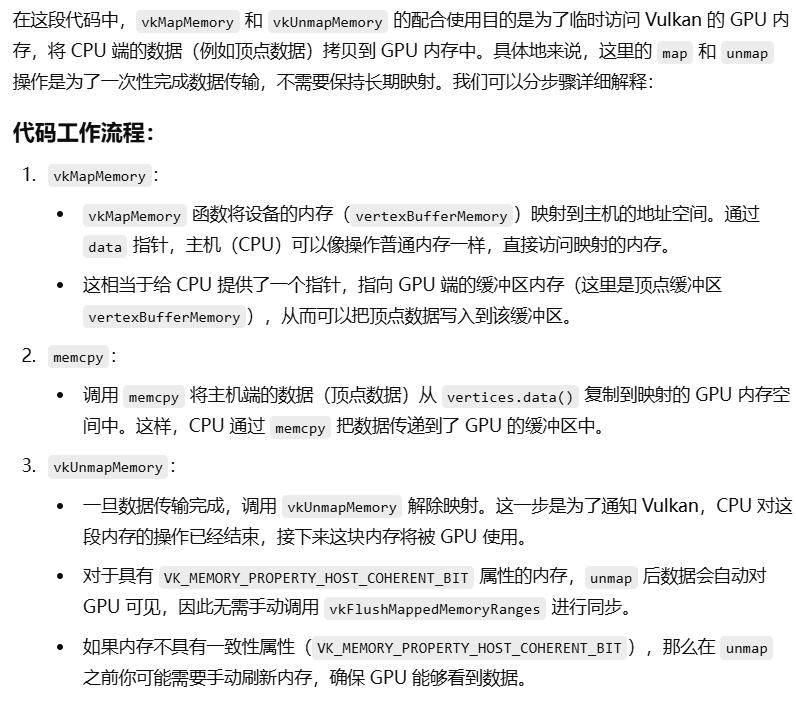 在这段代码中，vkMapMemory 和 vkUnmapMemory 的配合使用目的是为了临时访问 Vulkan 的 GPU 内
存，将 CPU 端的数据（例如顶点数据）拷贝到 GPU 内存中。具体地来说，这里的 map 和 unmap
操作是为了一次性完成数据传输，不需要保持长期映射。我们可以分步骤详细解释：
代码工作流程：
1. vkMapMemory：
• vkMapMemory 函数将设备的内存（vertexBufferMemory）映射到主机的地址空间。通过
data 指针，主机（CPU）可以像操作普通内存一样，直接访问映射的内存。
• 这相当于给 CPU 提供了一个指针，指向 GPU 端的缓冲区内存（这里是顶点缓冲区
vertexBufferMemory），从而可以把顶点数据写入到该缓冲区。
2. memcpy：
• 调用 memcpy 将主机端的数据（顶点数据）从 vertices.data() 复制到映射的 GPU 内存空
间中。这样，CPU 通过 memcpy 把数据传递到了 GPU 的缓冲区中。
3. vkUnmapMemory：
• 一旦数据传输完成，调用 vkUnmapMemory 解除映射。这一步是为了通知 Vulkan，CPU 对这
段内存的操作已经结束，接下来这块内存将被 GPU 使用。
• 对于具有 VK_MEMORY_PROPERTY_HOST_COHERENT_BIT 属性的内存，unmap 后数据会自动对
GPU 可见，因此无需手动调用 vkFlushMappedMemoryRanges 进行同步。
• 如果内存不具有一致性属性（VK_MEMORY_PROPERTY_HOST_COHERENT_BIT），那么在 unmap
之前你可能需要手动刷新内存，确保 GPU 能够看到数据。